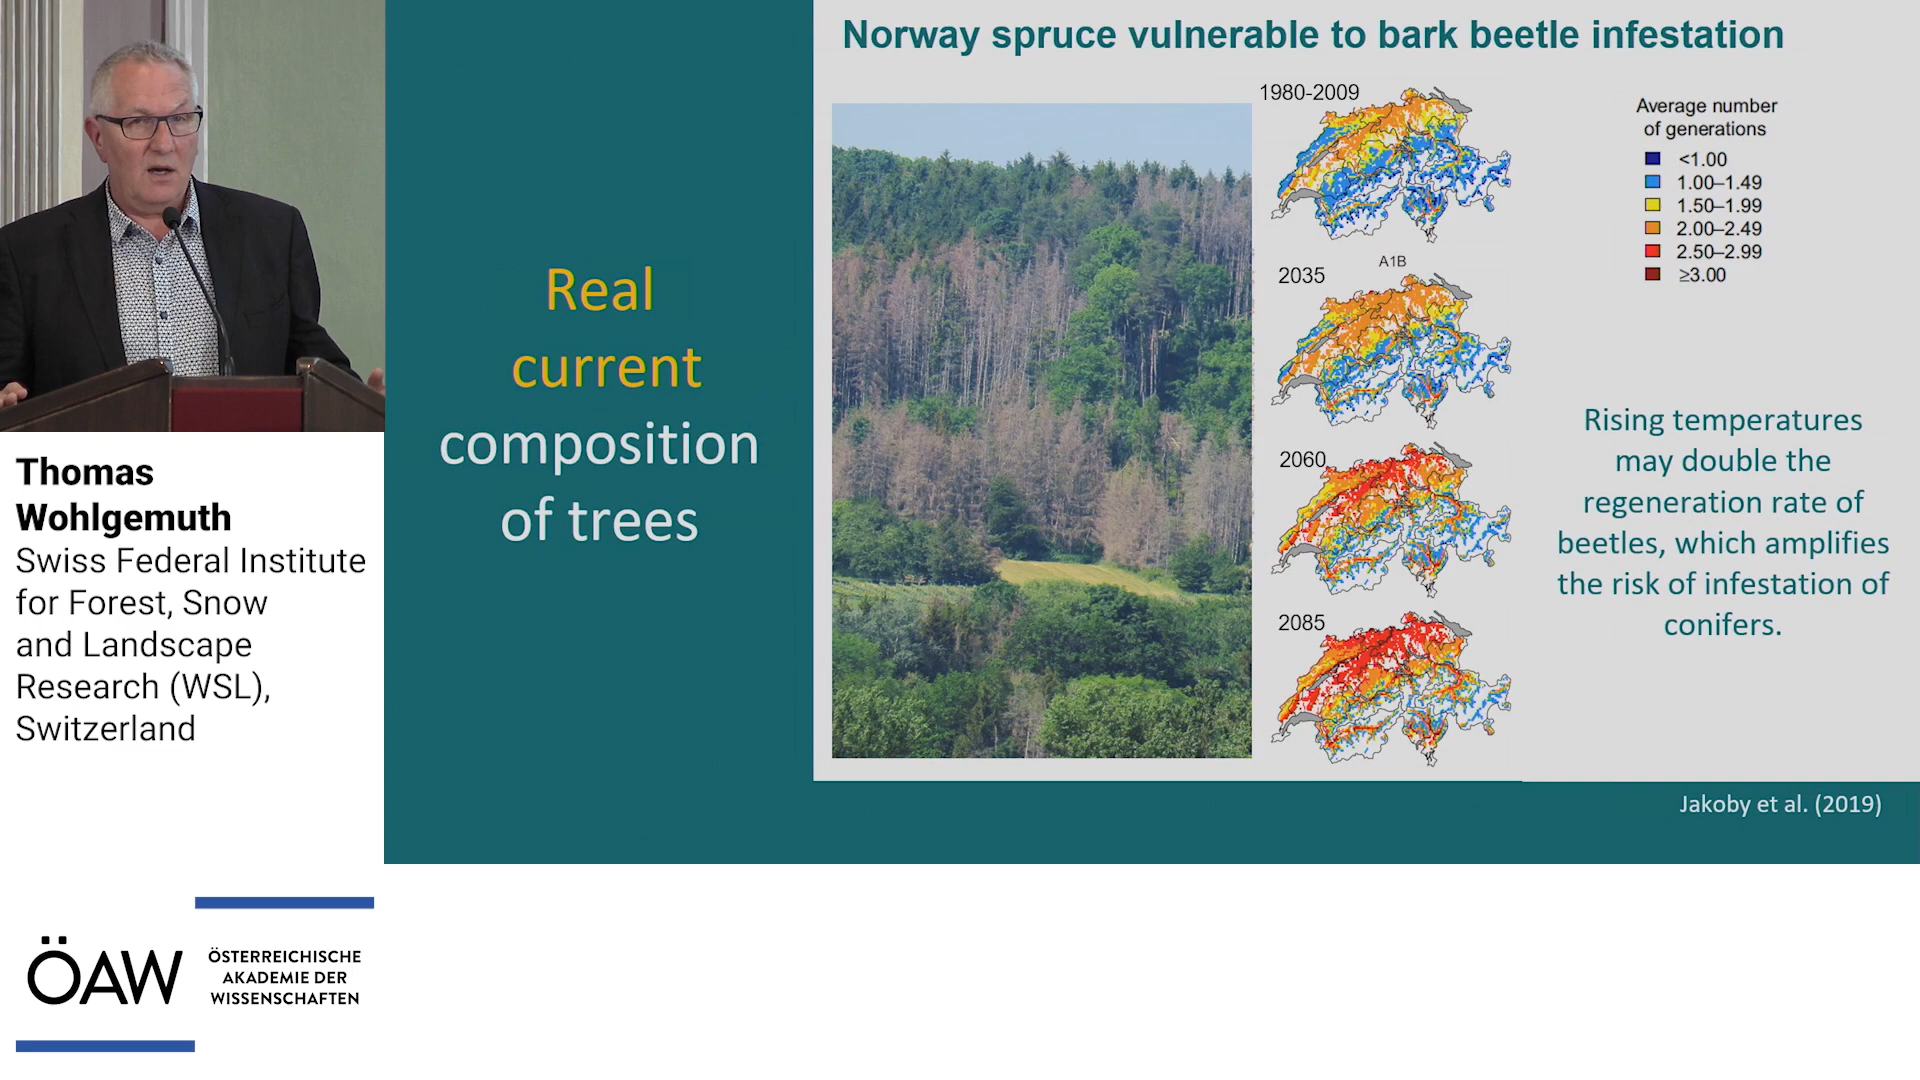 Norway spruce vulnerable to bark beetle infestation
1980-2009
Average number
of generations
<1.00
1.00–1.49
1.50–1.99
2.00–2.49
2.50–2.99
≥3.00
A1B
2035
2060
2085
Real
current
composition
of trees
Rising temperatures
may double the
regeneration rate of
beetles, which amplifies
the risk of infestation of
conifers.
Jakoby et al. (2019)
Thomas
Wohlgemuth
Swiss Federal Institute
for Forest, Snow
and Landscape
Research (WSL),
Switzerland
ÖAW
ÖSTERREICHISCHE
AKADEMIE DER
WISSENSCHAFTEN